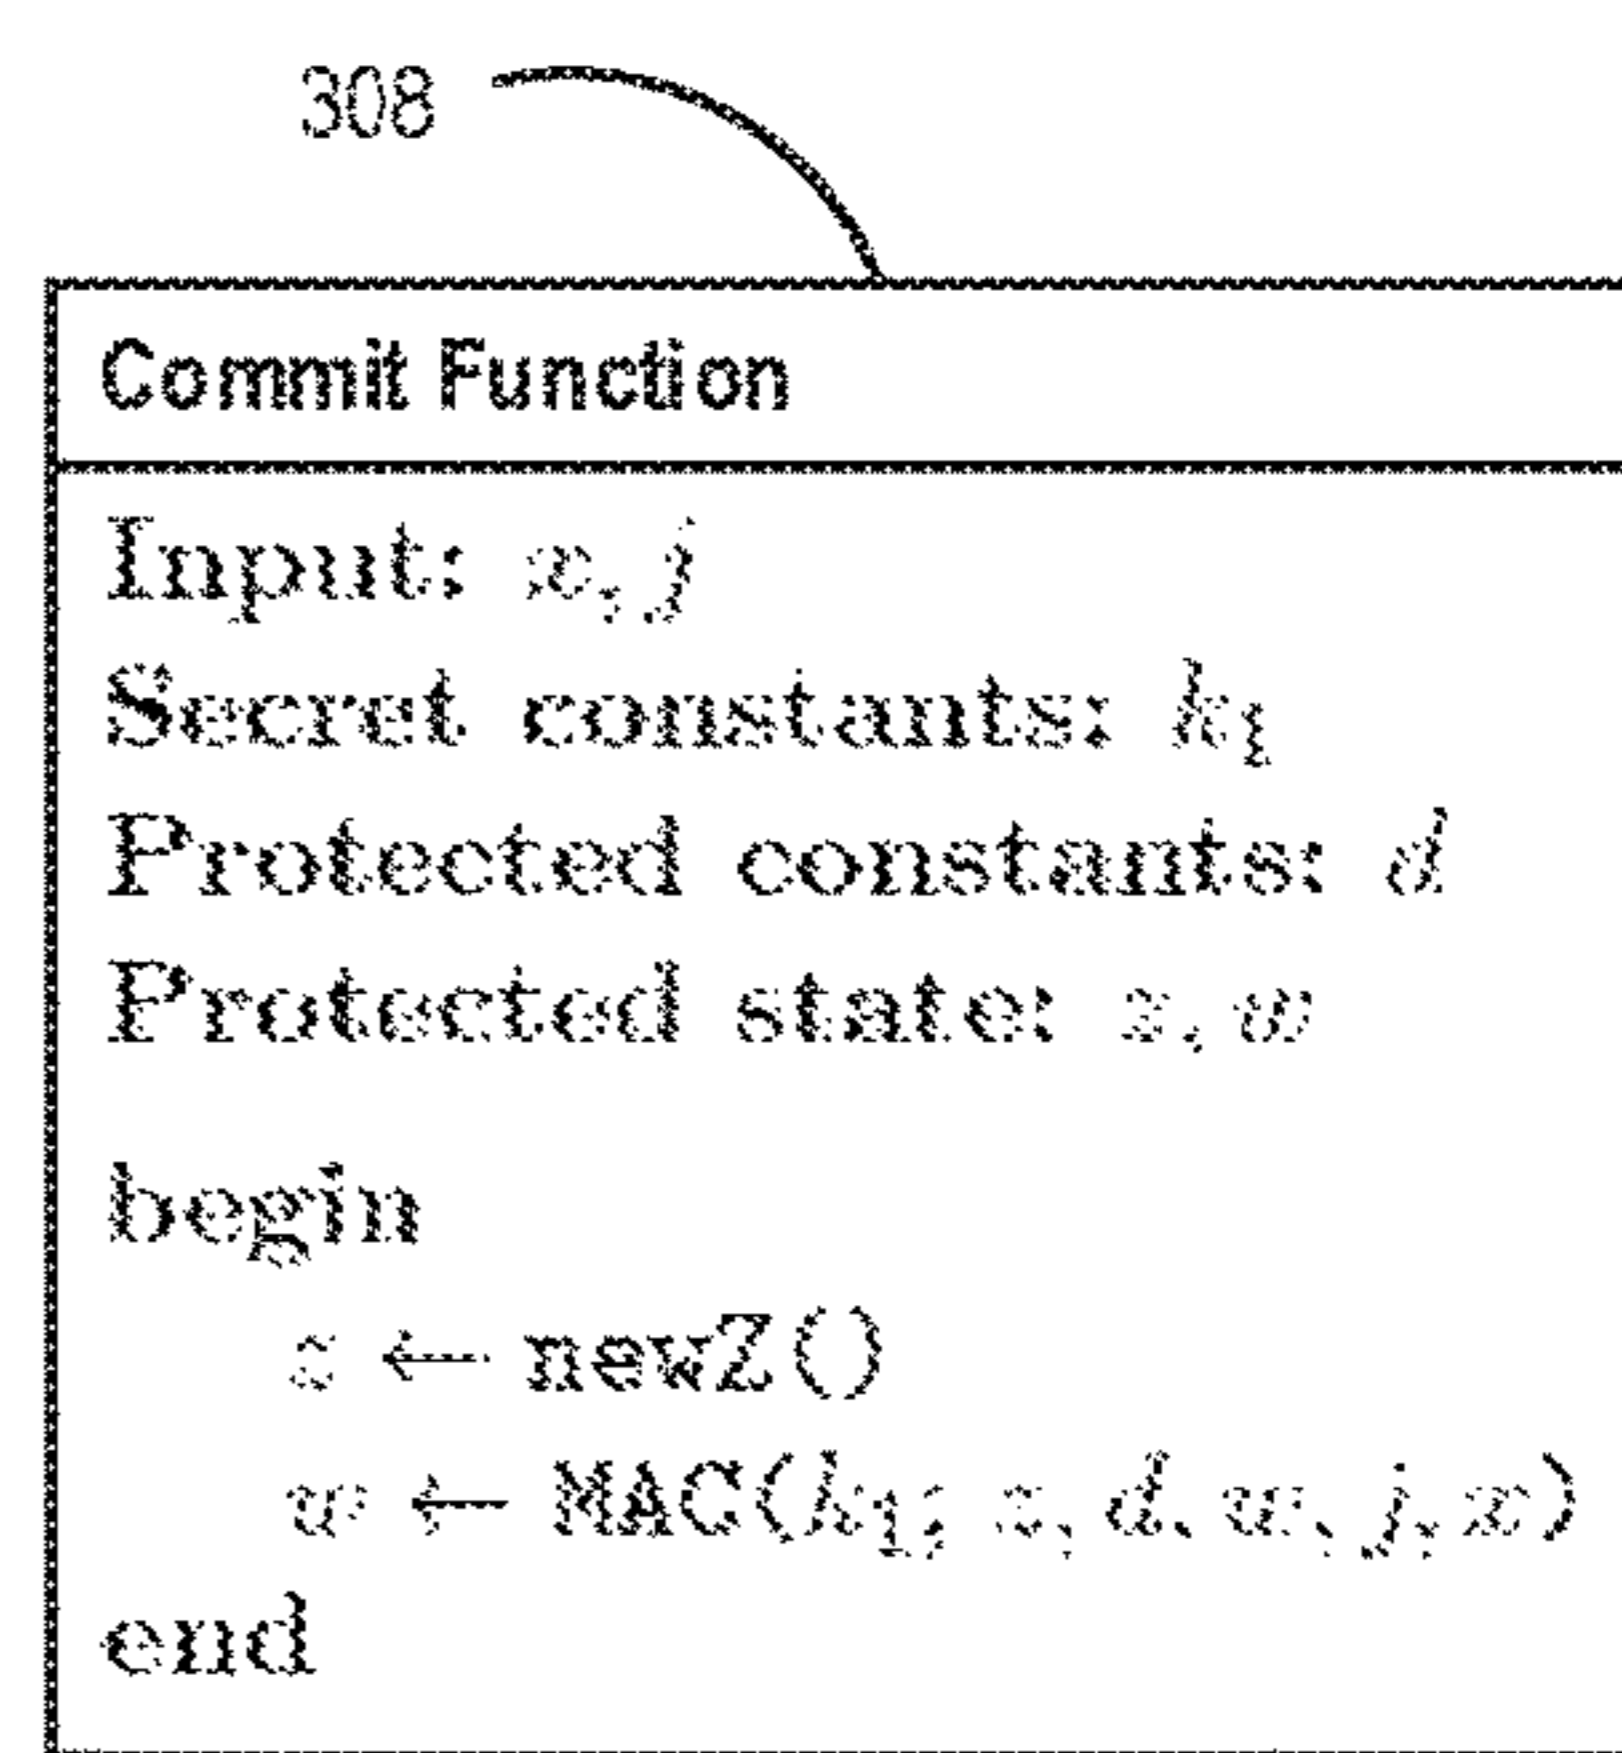 308
Commit Function
Input: x, j
Secret constants: k₁
Protected constants: d
Protected state: z, w
begin
z ← newZ()
w ← MAC(k₁; z, d, w, j, x)
end